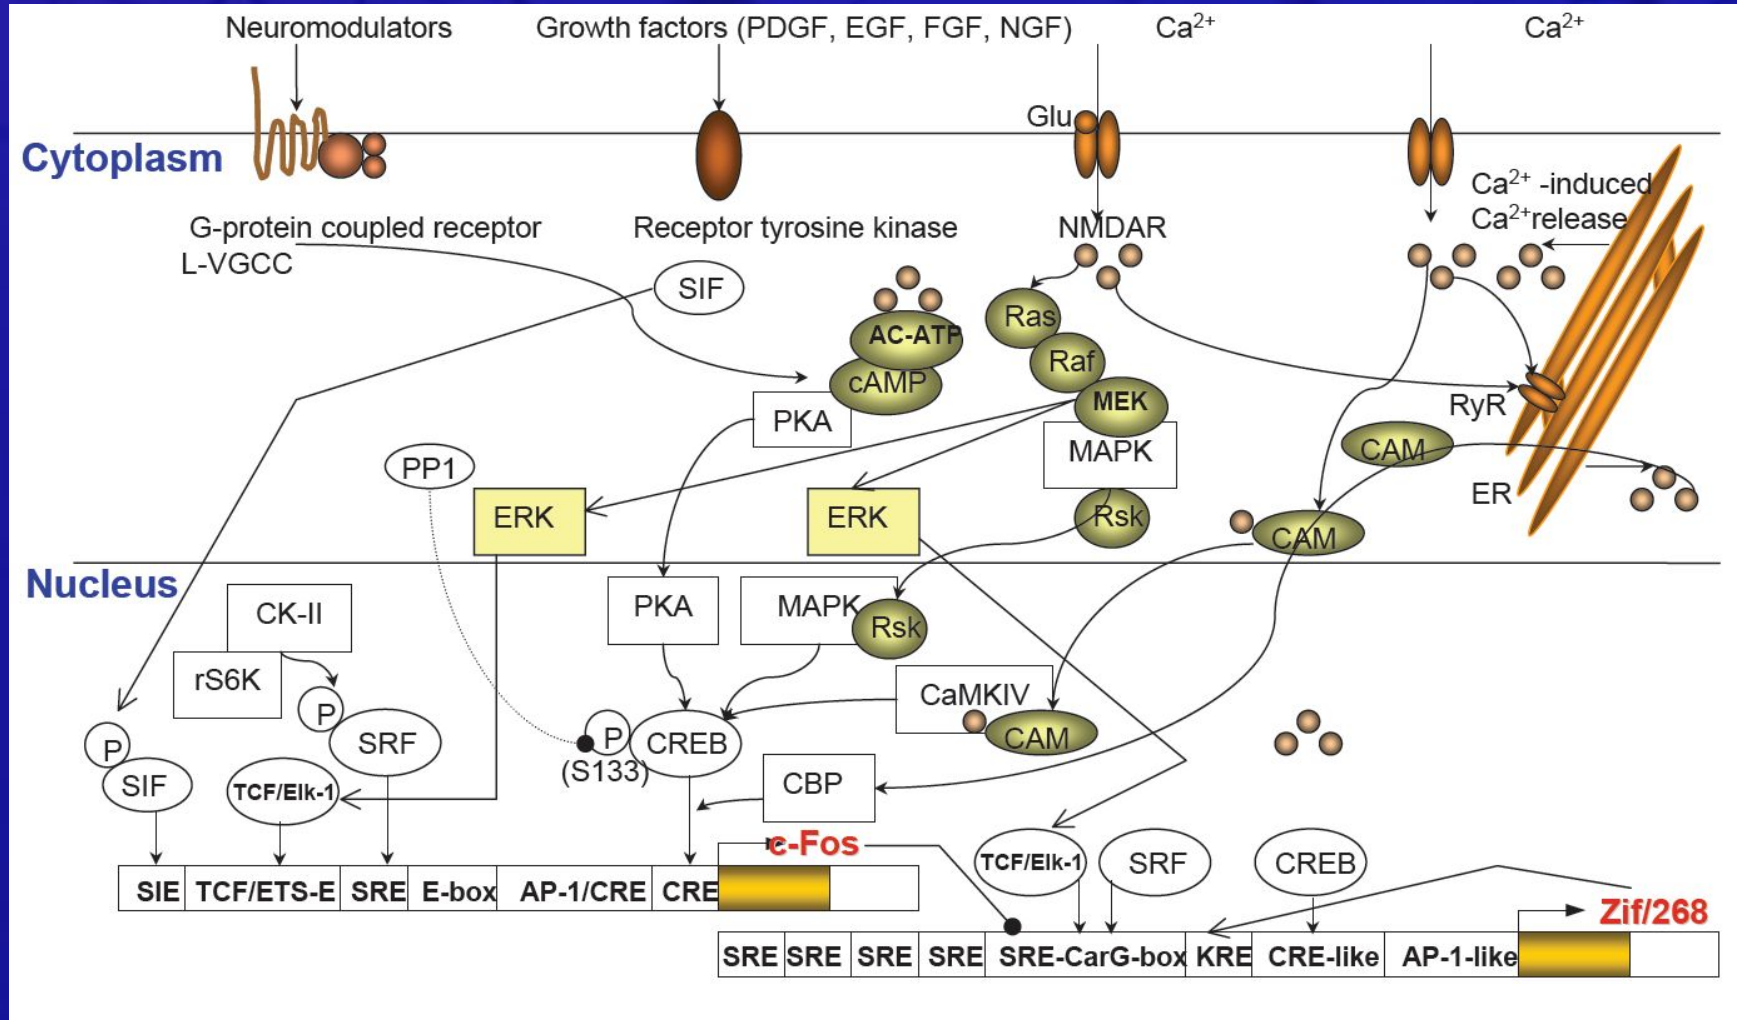 Neuromodulators
Growth factors (PDGF, EGF, FGF, NGF)
Ca2+
Ca2+
Glu
Cytoplasm
Ca2+ -induced
Ca2+release
G-protein coupled receptor
L-VGCC
Receptor tyrosine kinase
NMDAR
SIF
Ras
AC-ATP
Raf
cAMP
MEK
PKA
RyR
MAPK
CAM
PP1
ERK
ERK
Rsk
ER
CAM
Nucleus
CK-II
PKA
MAPK
Rsk
rS6K
CaMKIV
P
SRF
P
CREB
CAM
P
(S133)
SIF
TCF/Elk-1
CBP
c-Fos
TCF/Elk-1
SRF
CREB
SIE TCF/ETS-E SRE E-box AP-1/CRE CRE
Zif/268
SRE SRE SRE SRE SRE-CarG-box KRE CRE-like AP-1-like